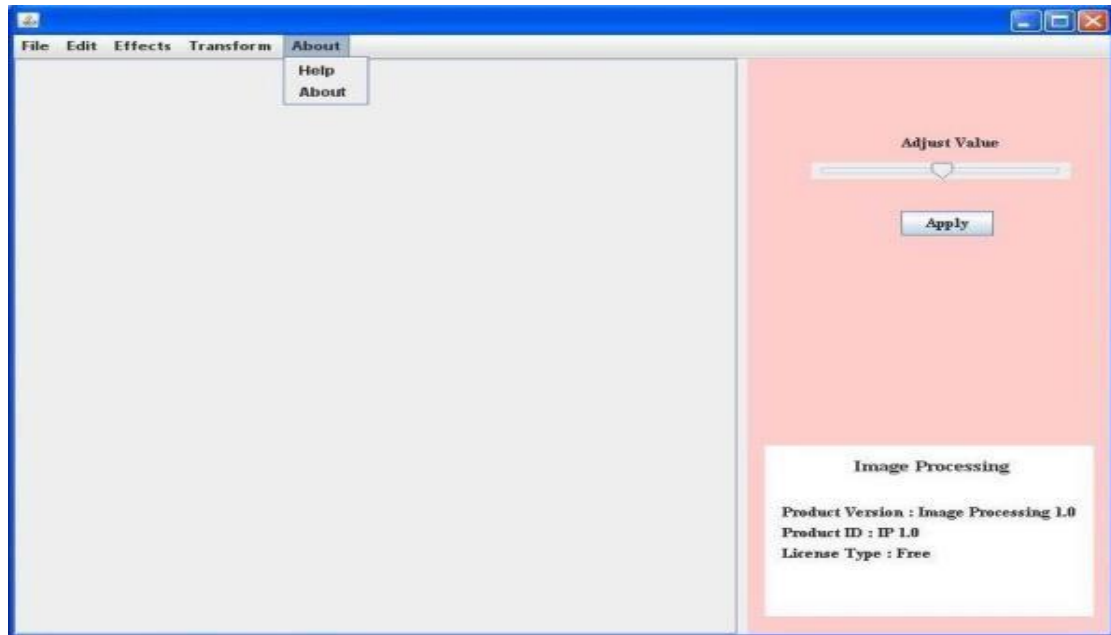 File Edit Effects Transform About
Help
About
Adjust Value
Apply
Image Processing
Product Version : Image Processing 1.0
Product ID : IP 1.0
License Type : Free